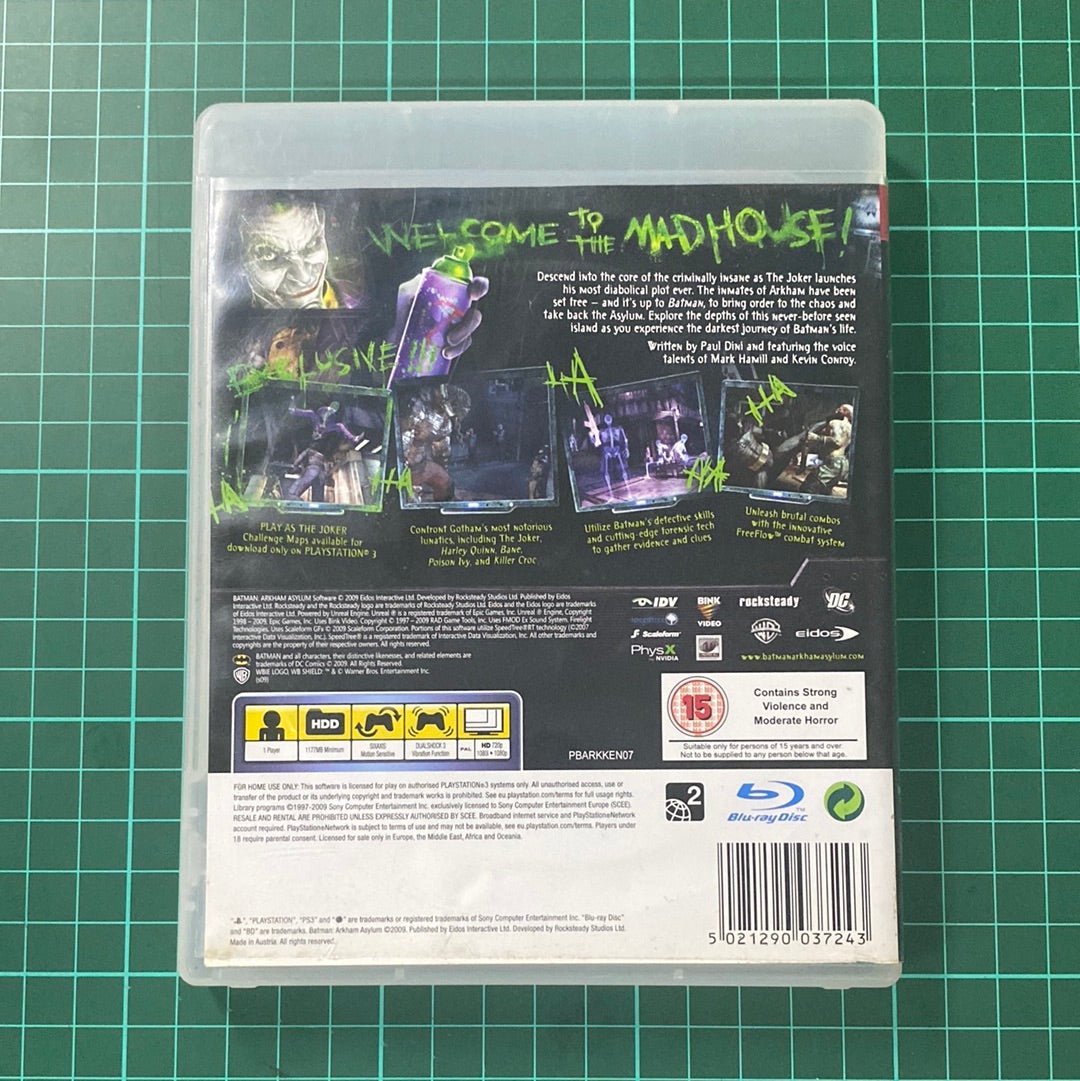 WELCOME TO THE MADHOUSE!
Descend into the core of the criminally insane as The Joker launches
his most diabolical plot ever. The inmates of Arkham have been
set free – and it's up to Batman, to bring order to the chaos and
take back the Asylum. Explore the depths of this never-before seen
island as you experience the darkest journey of Batman's life.
Written by Paul Dini and featuring the voice
talents of Mark Hamill and Kevin Conroy.
EXCLUSIVE !!!
HA
HA
HA
HA
HA
PLAY AS THE JOKER
Challenge Maps available for
download only on PLAYSTATION® 3
Confront Gotham's most notorious
lunatics, including The Joker,
Harley Quinn, Bane,
Poison Ivy, and Killer Croc
Utilize Batman's detective skills
and cutting-edge forensic tech
to gather evidence and clues
Unleash brutal combos
with the innovative
FreeFlow™ combat system
BATMAN: ARKHAM ASYLUM Software © 2009 Eidos Interactive Ltd. Developed by Rocksteady Studios Ltd. Published by Eidos
Interactive Ltd. Rocksteady and the Rocksteady logo are trademarks of Rocksteady Studios Ltd. Eidos and the Eidos logo are trademarks
of Eidos Interactive Ltd. Powered by Unreal Engine. Unreal ® is a registered trademark of Epic Games, Inc. Unreal ® Engine, Copyright
1998 – 2009, Epic Games, Inc. Uses Bink Video. Copyright © 1997 – 2009 RAD Game Tools, Inc. Uses FMOD Ex Sound System, Firelight
Technologies. Uses Scaleform GFx © 2009 Scaleform Corporation. Portions of this software utilize SpeedTree®RT technology (©2007
Interactive Data Visualization, Inc.). SpeedTree® is a registered trademark of Interactive Data Visualization, Inc. All other trademarks and
copyrights are the property of their respective owners. All rights reserved.
BATMAN and all characters, their distinctive likenesses, and related elements are
trademarks of DC Comics © 2009. All Rights Reserved.
WBIE LOGO, WB SHIELD: ™ & © Warner Bros. Entertainment Inc.
(s09)
IDV
BINK
VIDEO
rocksteady
DC
Scaleform
WB
eidos
PhysX
by NVIDIA
www.batmanarkhamasylum.com
15
Contains Strong
Violence and
Moderate Horror
Suitable only for persons of 15 years and over.
Not to be supplied to any person below that age.
HDD
1 Player
1177MB Minimum
SIXAXIS
Motion Sensitive
DUALSHOCK 3
Vibration Function
PAL
HD 720p
1080i • 1080p
PBARKKEN07
FOR HOME USE ONLY: This software is licensed for play on authorised PLAYSTATION®3 systems only. All unauthorised access, use or
transfer of the product or its underlying copyright and trademark works is prohibited. See eu.playstation.com/terms for full usage rights.
Library programs ©1997-2009 Sony Computer Entertainment Inc. exclusively licensed to Sony Computer Entertainment Europe (SCEE).
RESALE AND RENTAL ARE PROHIBITED UNLESS EXPRESSLY AUTHORISED BY SCEE. Broadband internet service and PlayStation®Network
account required. PlayStation®Network is subject to terms of use and may not be available, see eu.playstation.com/terms. Players under
18 require parental consent. Licensed for sale only in Europe, the Middle East, Africa and Oceania.
2
Blu-ray Disc™
", "PLAYSTATION", "PS3" and " " are trademarks or registered trademarks of Sony Computer Entertainment Inc. "Blu-ray Disc"
and "BD" are trademarks. Batman: Arkham Asylum ©2009. Published by Eidos Interactive Ltd. Developed by Rocksteady Studios Ltd.
Made in Austria. All rights reserved.
5 021290 037243